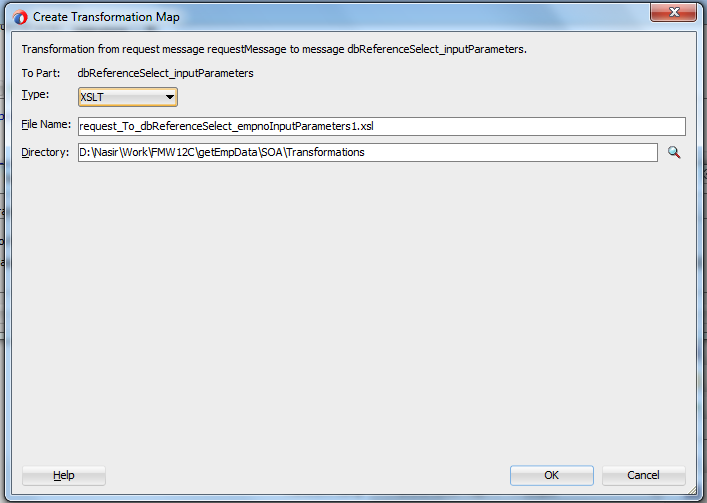 Create Transformation Map
Transformation from request message requestMessage to message dbReferenceSelect_inputParameters.
To Part: dbReferenceSelect_inputParameters
Type: XSLT
File Name: request_To_dbReferenceSelect_empnoInputParameters1.xsl
Directory: D:\Nasir\Work\FMW12C\getEmpData\SOA\Transformations
Help OK Cancel